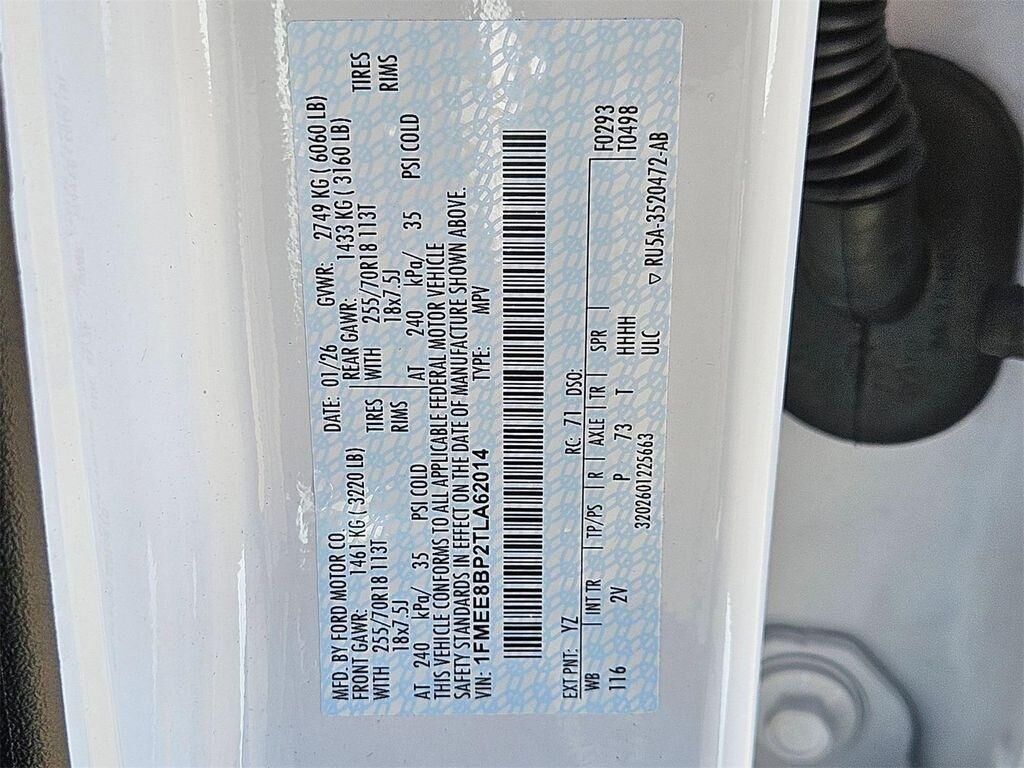 MFD. BY FORD MOTOR CO DATE: 01/26 GVWR: 2749 KG ( 6060 LB)
FRONT GAWR: 1461 KG ( 3220 LB) REAR GAWR: 1433 KG ( 3160 LB)
WITH 255/70R18 113T TIRES WITH 255/70R18 113T TIRES
18x7.5J RIMS 18x7.5J RIMS
AT 240 kPa/ 35 PSI COLD AT 240 kPa/ 35 PSI COLD
THIS VEHICLE CONFORMS TO ALL APPLICABLE FEDERAL MOTOR VEHICLE
SAFETY STANDARDS IN EFFECT ON THE DATE OF MANUFACTURE SHOWN ABOVE.
VIN: 1FMEE8BP2TLA62014 TYPE: MPV
EXT PNT: YZ RC: 71 DSO: F0293
WB INT TR TP/PS R AXLE TR SPR T0498
116 2V P 73 T HHHH
ULC ▽ RU5A-3520472-AB
3202601225663